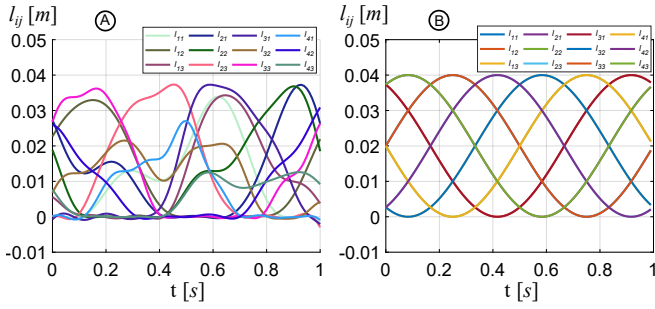 l_ij [m] A
0.05
0.04
0.03
0.02
0.01
0
-0.01
l_11 l_21 l_31 l_41
l_12 l_22 l_32 l_42
l_13 l_23 l_33 l_43
0 0.2 0.4 0.6 0.8 1
t [s]
l_ij [m] B
0.05
0.04
0.03
0.02
0.01
0
-0.01
l_11 l_21 l_31 l_41
l_12 l_22 l_32 l_42
l_13 l_23 l_33 l_43
0 0.2 0.4 0.6 0.8 1
t [s]